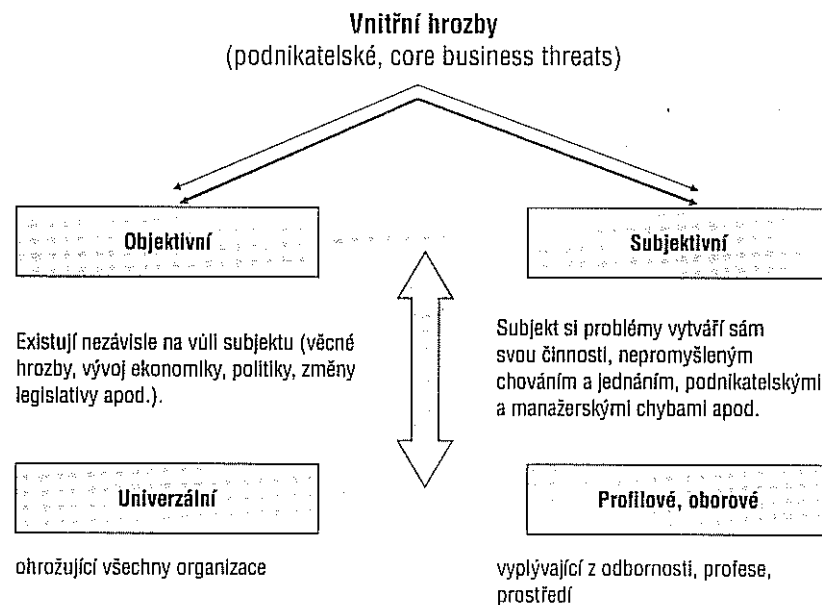 Vnitřní hrozby
(podnikatelské, core business threats)
Objektivní
Subjektivní
Existují nezávisle na vůli subjektu (věcné
hrozby, vývoj ekonomiky, politiky, změny
legislativy apod.).
Subjekt si problémy vytváří sám
svou činností, nepromyšleným
chováním a jednáním, podnikatelskými
a manažerskými chybami apod.
Univerzální
Profilové, oborové
ohrožující všechny organizace
vyplývající z odbornosti, profese,
prostředí